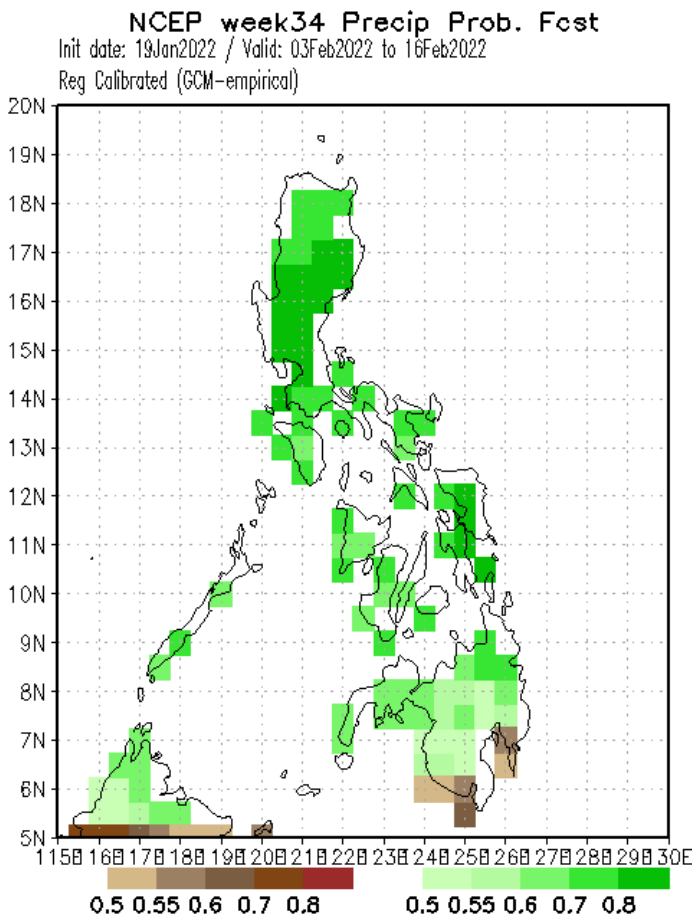 NCEP week34 Precip Prob. Fcst
Init date: 19Jan2022 / Valid: 03Feb2022 to 16Feb2022
Reg Calibrated (GCM-empirical)
20N
19N
18N
17N
16N
15N
14N
13N
12N
11N
10N
9N
8N
7N
6N
5N
115E 116E 117E 118E 119E 120E 121E 122E 123E 124E 125E 126E 127E 128E 129E 130E
0.5 0.55 0.6 0.7 0.8 0.5 0.55 0.6 0.7 0.8